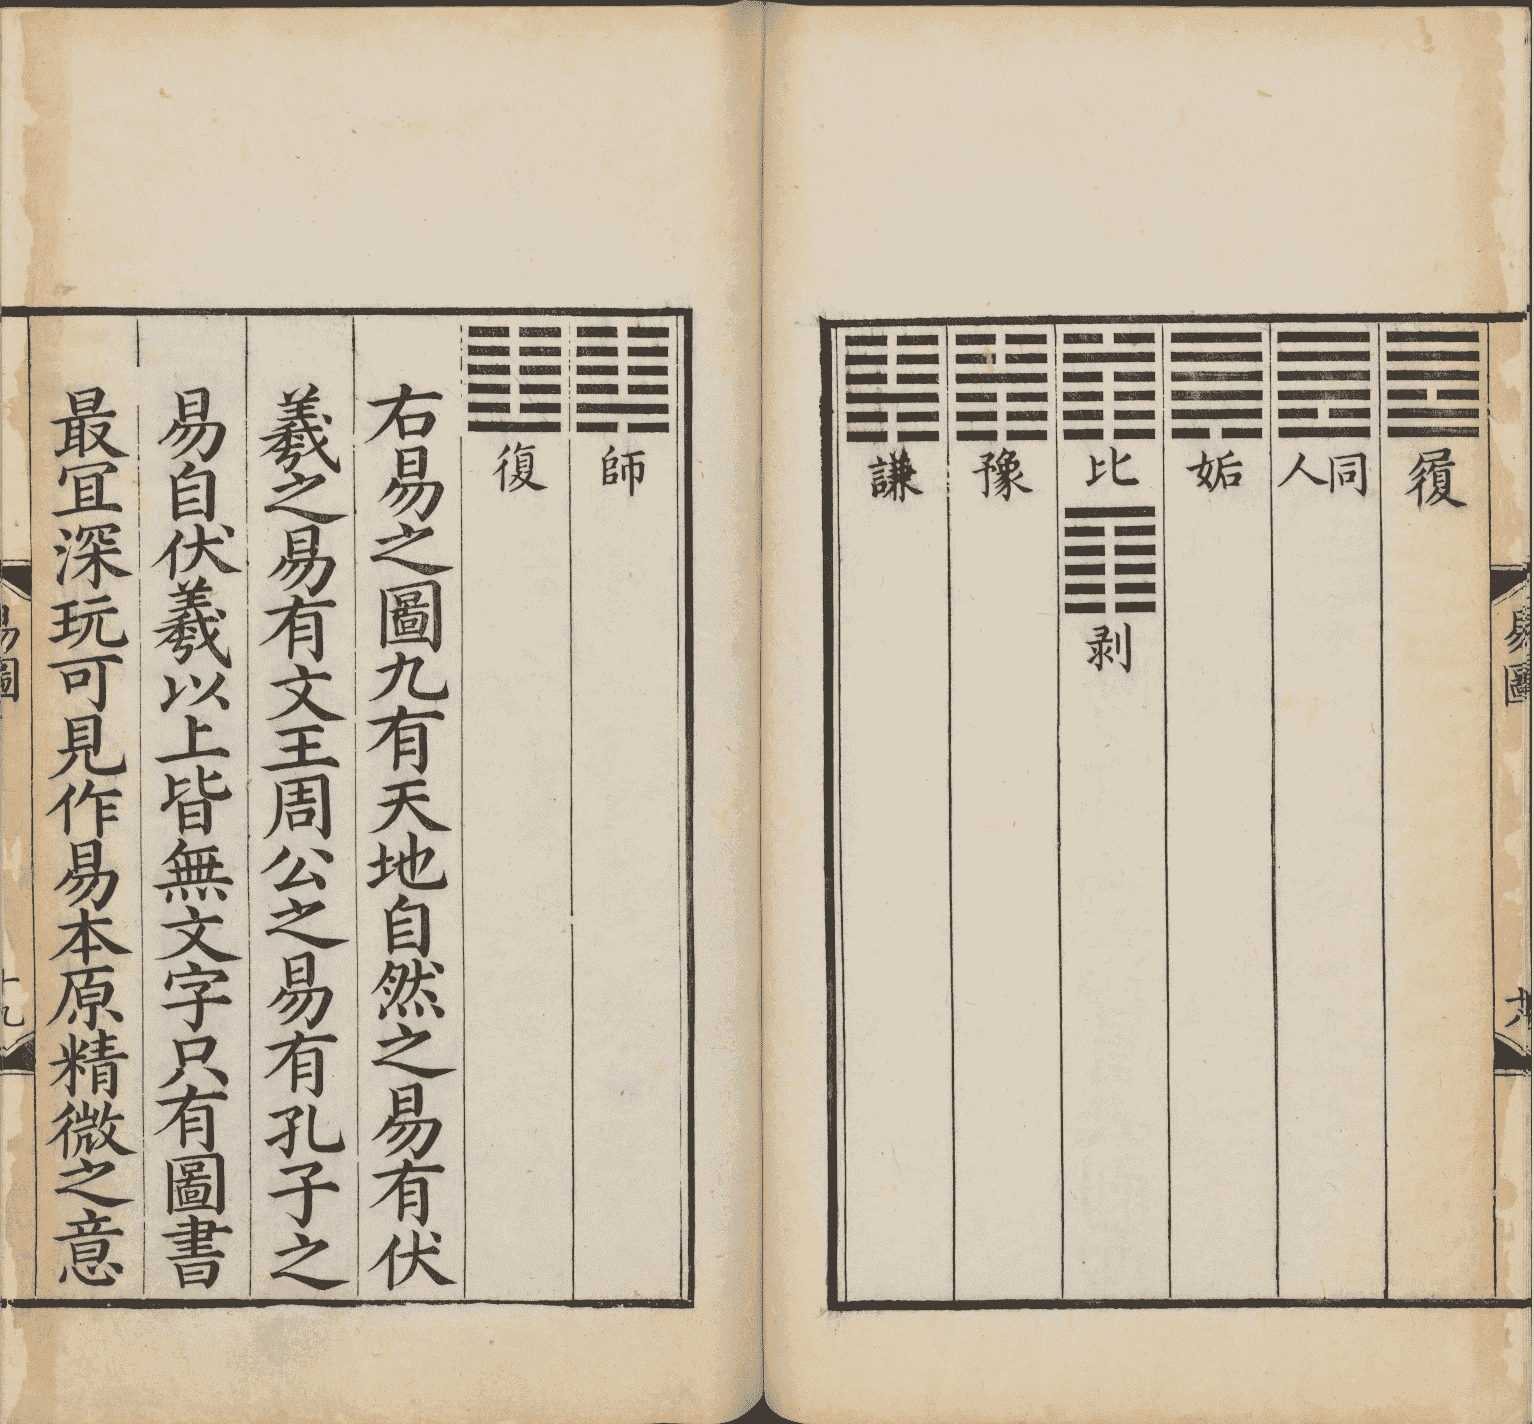 易圖
履
同人
姤
比
剥
豫
謙
師
復
右易之圖九有天地自然之易有伏
羲之易有文王周公之易有孔子之
易自伏羲以上皆無文字只有圖書
最冝深玩可見作易本原精微之意
易圖
十九